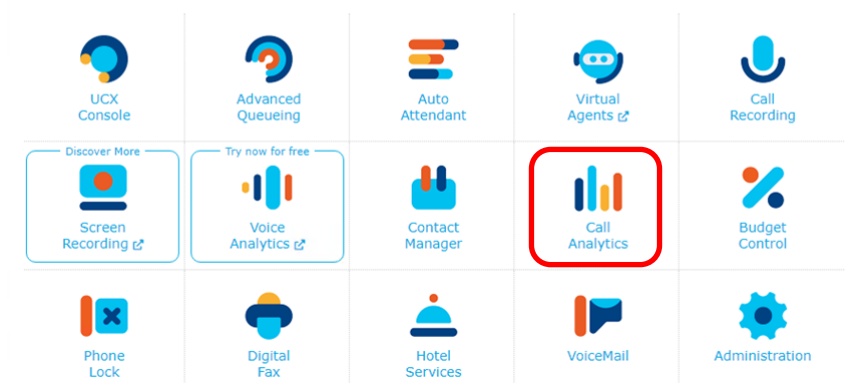 UCX
Console
Advanced
Queueing
Auto
Attendant
Virtual
Agents
Call
Recording
Discover More
Screen
Recording
Try now for free
Voice
Analytics
Contact
Manager
Call
Analytics
Budget
Control
Phone
Lock
Digital
Fax
Hotel
Services
VoiceMail
Administration